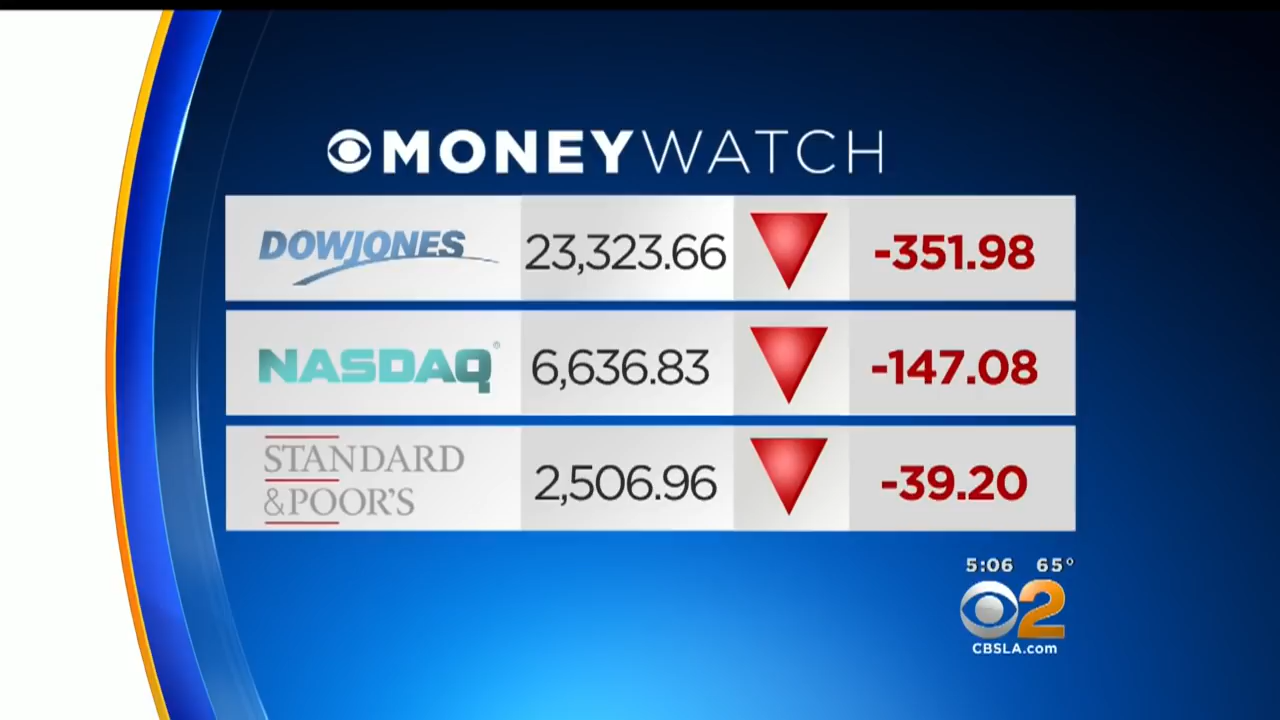 MONEYWATCH
DOWJONES 23,323.66 -351.98
NASDAQ® 6,636.83 -147.08
STANDARD
&POOR'S 2,506.96 -39.20
5:06 65°
2
CBSLA.com